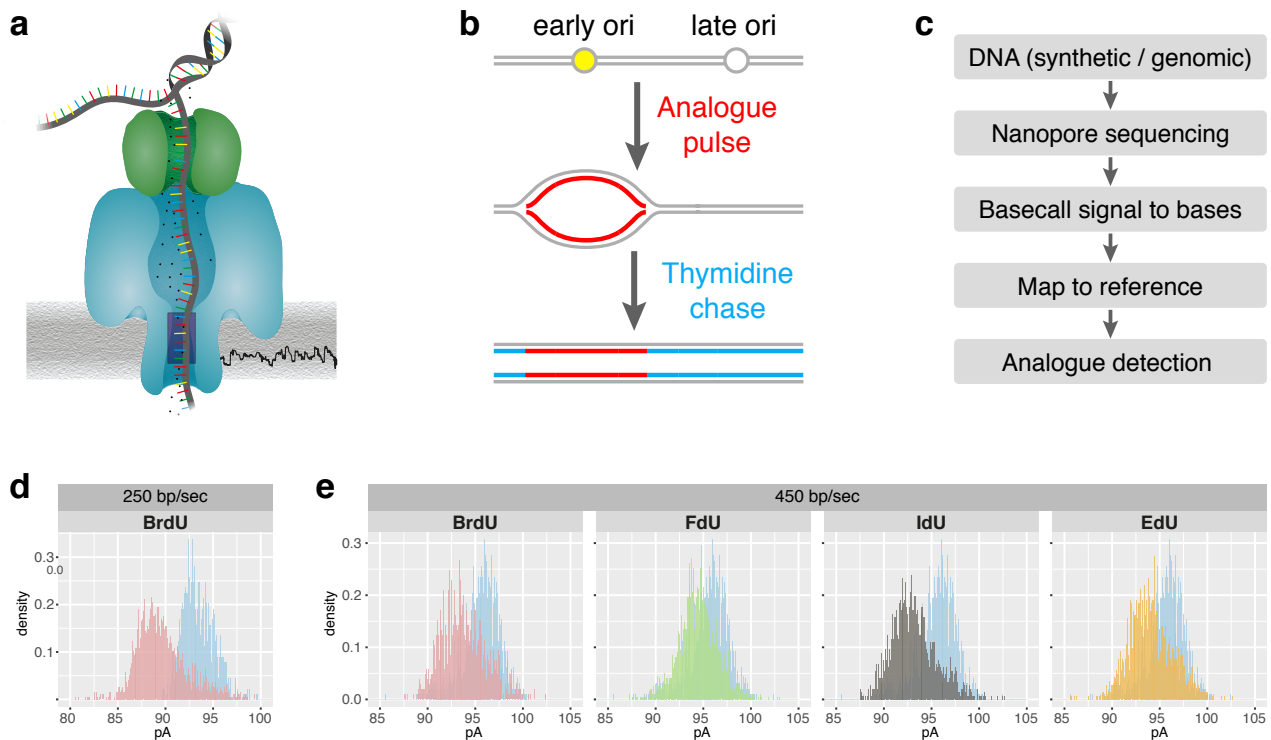 a
b
early ori
late ori
Analogue
pulse
Thymidine
chase
c
DNA (synthetic / genomic)
Nanopore sequencing
Basecall signal to bases
Map to reference
Analogue detection
d
250 bp/sec
BrdU
density
0.3
0.0
0.2
0.1
80
85
90
95
100
pA
e
450 bp/sec
BrdU
FdU
IdU
EdU
density
0.3
0.2
0.1
0.0
85
90
95
100
105
85
90
95
100
105
85
90
95
100
105
85
90
95
100
105
pA
pA
pA
pA